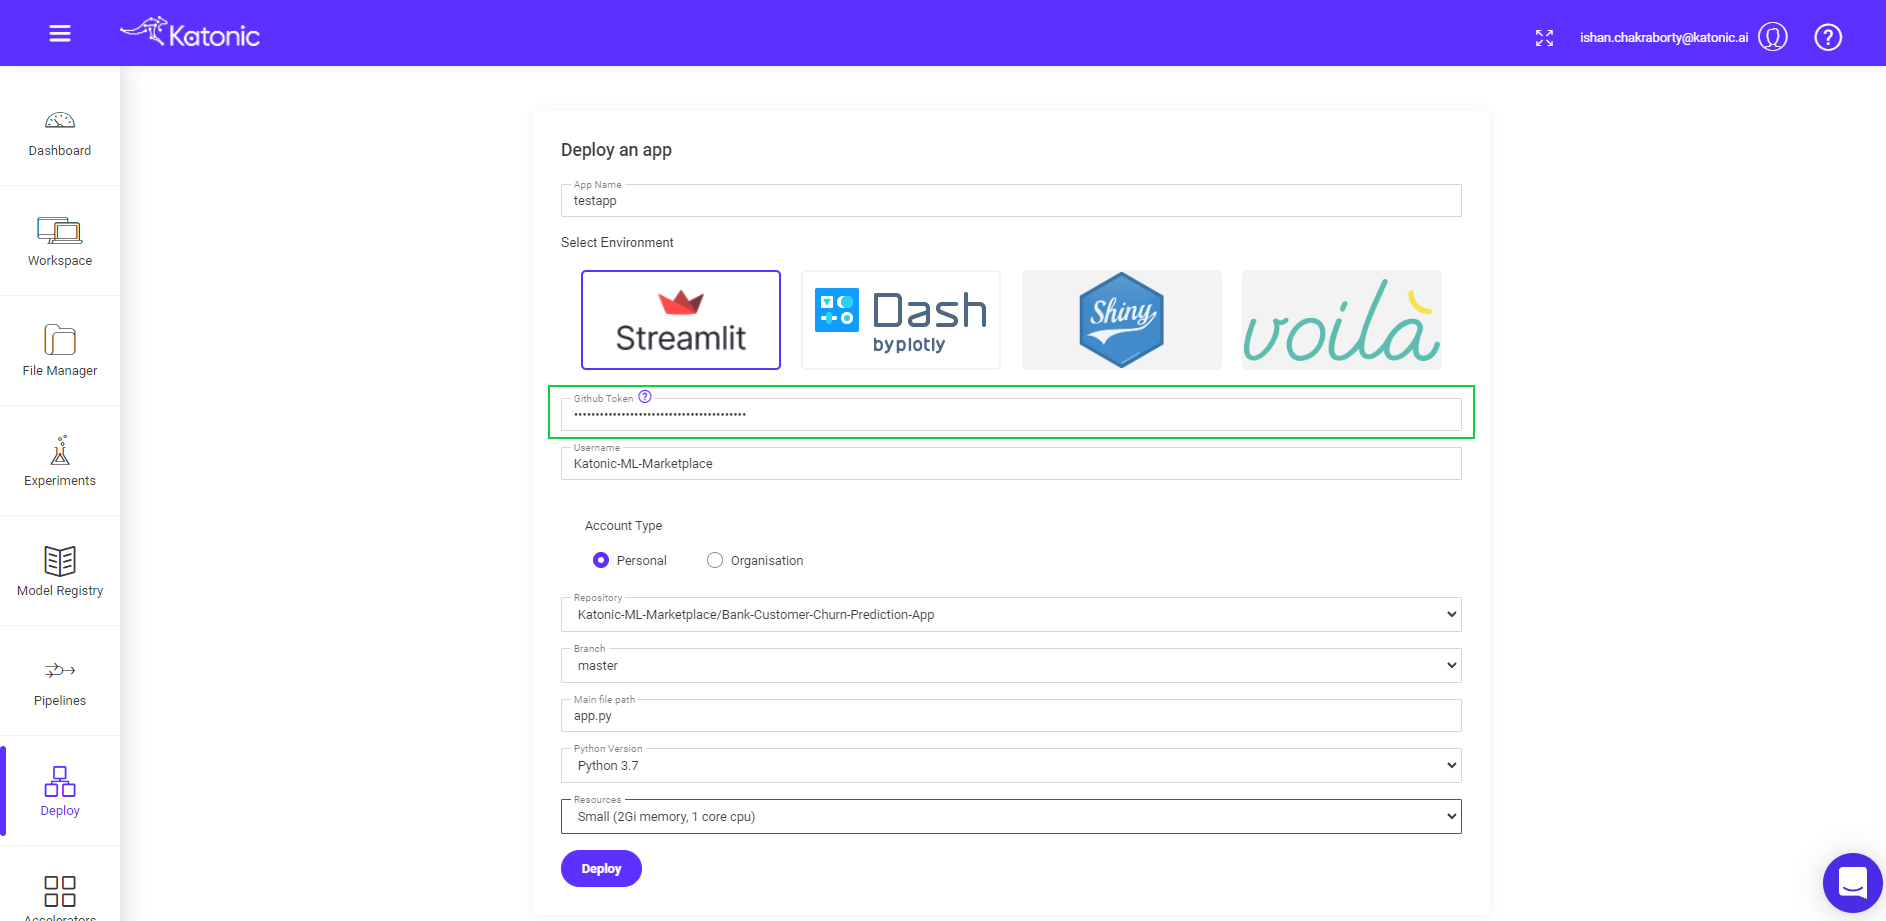 Katonic
ishan.chakraborty@katonic.ai
?
Dashboard
Workspace
File Manager
Experiments
Model Registry
Pipelines
Deploy
Accelerators
Deploy an app
App Name
testapp
Select Environment
Streamlit
Dash
by plotly
Shiny
voilà
Github Token ?
••••••••••••••••••••••••••••••••••••••••
Username
Katonic-ML-Marketplace
Account Type
Personal
Organisation
Repository
Katonic-ML-Marketplace/Bank-Customer-Churn-Prediction-App
Branch
master
Main file path
app.py
Python Version
Python 3.7
Resources
Small (2Gi memory, 1 core cpu)
Deploy